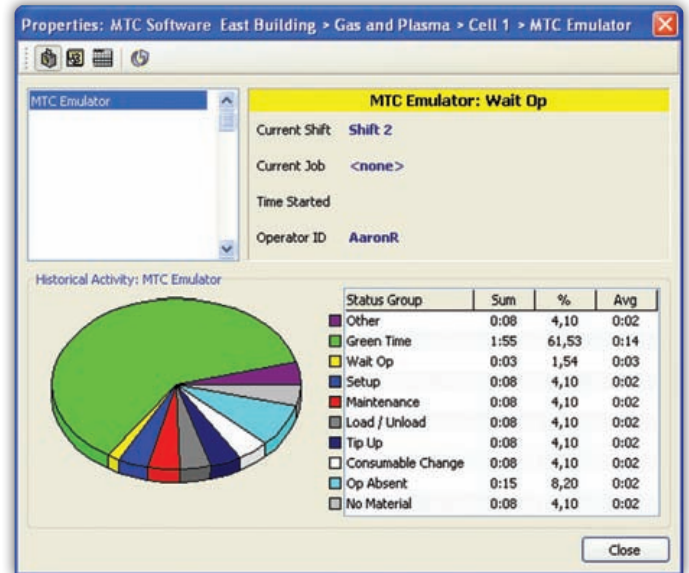 Properties: MTC Software East Building > Gas and Plasma > Cell 1 > MTC Emulator
MTC Emulator
MTC Emulator: Wait Op
Current Shift Shift 2
Current Job <none>
Time Started
Operator ID AaronR
Historical Activity: MTC Emulator
Status Group Sum % Avg
Other 0:08 4,10 0:02
Green Time 1:55 61,53 0:14
Wait Op 0:03 1,54 0:03
Setup 0:08 4,10 0:02
Maintenance 0:08 4,10 0:02
Load / Unload 0:08 4,10 0:02
Tip Up 0:08 4,10 0:02
Consumable Change 0:08 4,10 0:02
Op Absent 0:15 8,20 0:02
No Material 0:08 4,10 0:02
Close